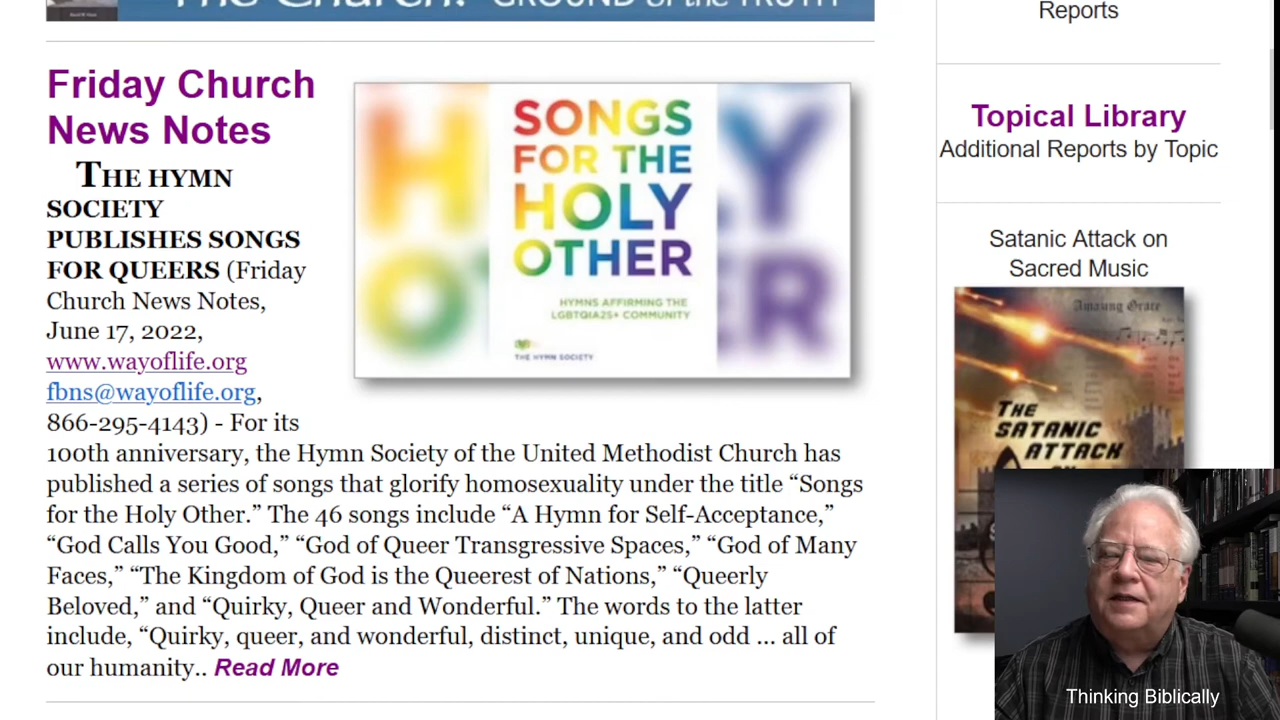 The Church: GROUND of the TRUTH
Friday Church
News Notes
THE HYMN
SOCIETY
PUBLISHES SONGS
FOR QUEERS (Friday
Church News Notes,
June 17, 2022,
www.wayoflife.org
fbns@wayoflife.org,
866-295-4143) - For its
100th anniversary, the Hymn Society of the United Methodist Church has
published a series of songs that glorify homosexuality under the title “Songs
for the Holy Other.” The 46 songs include “A Hymn for Self-Acceptance,”
“God Calls You Good,” “God of Queer Transgressive Spaces,” “God of Many
Faces,” “The Kingdom of God is the Queerest of Nations,” “Queerly
Beloved,” and “Quirky, Queer and Wonderful.” The words to the latter
include, “Quirky, queer, and wonderful, distinct, unique, and odd … all of
our humanity.. Read More
H
Y
O
ER
SONGS
FOR THE
HOLY
OTHER
HYMNS AFFIRMING THE
LGBTQIA2S+ COMMUNITY
THE HYMN SOCIETY
Reports
Topical Library
Additional Reports by Topic
Satanic Attack on
Sacred Music
Amazing Grace
THE
SATANIC
ATTACK
Thinking Biblically